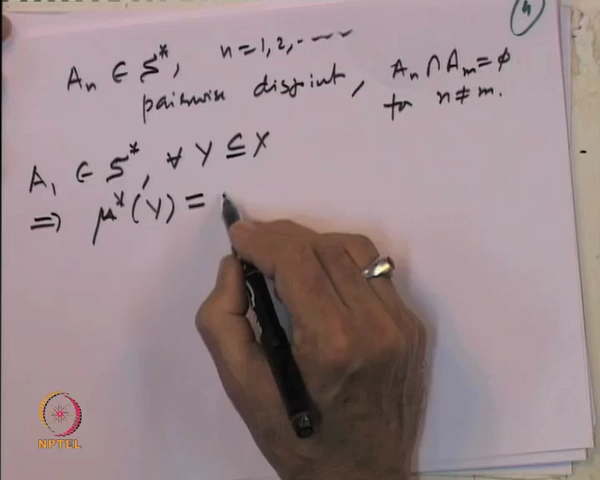 4
Aₙ ∈ S*, n=1,2,-----
pairwise disjoint, Aₙ ∩ Aₘ = ϕ
for n ≠ m.
A₁ ∈ S*, ∀ Y ⊆ X
⇒ μ*(Y) =
NPTEL